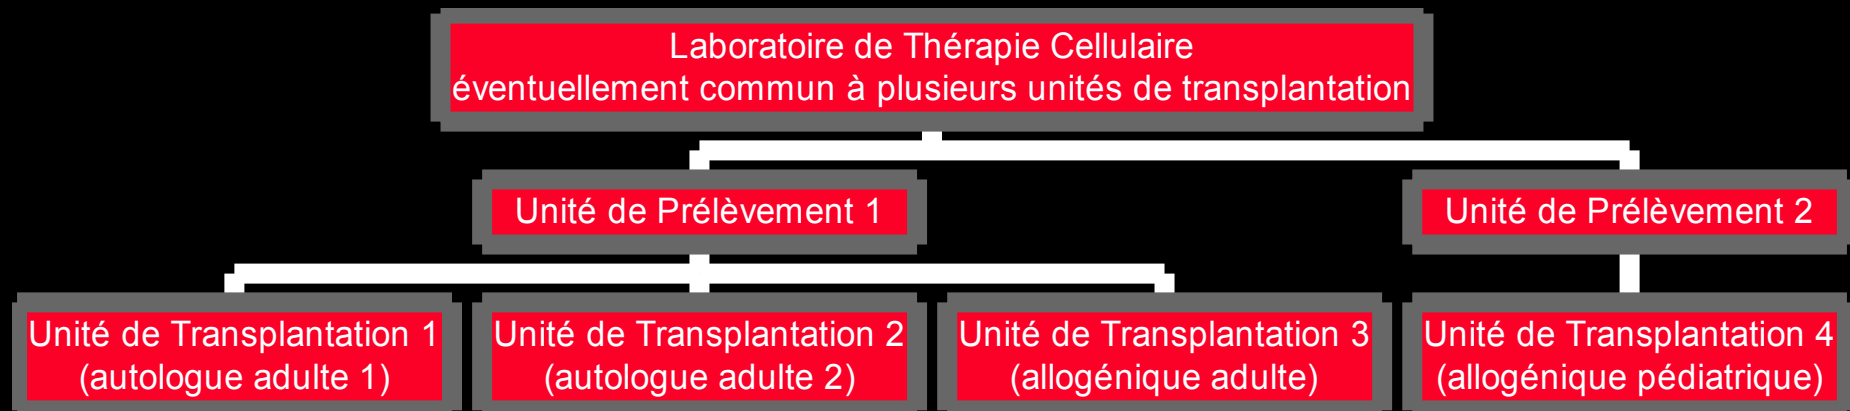 Laboratoire de Thérapie Cellulaire
éventuellement commun à plusieurs unités de transplantation
Unité de Prélèvement 1
Unité de Prélèvement 2
Unité de Transplantation 1
(autologue adulte 1)
Unité de Transplantation 2
(autologue adulte 2)
Unité de Transplantation 3
(allogénique adulte)
Unité de Transplantation 4
(allogénique pédiatrique)